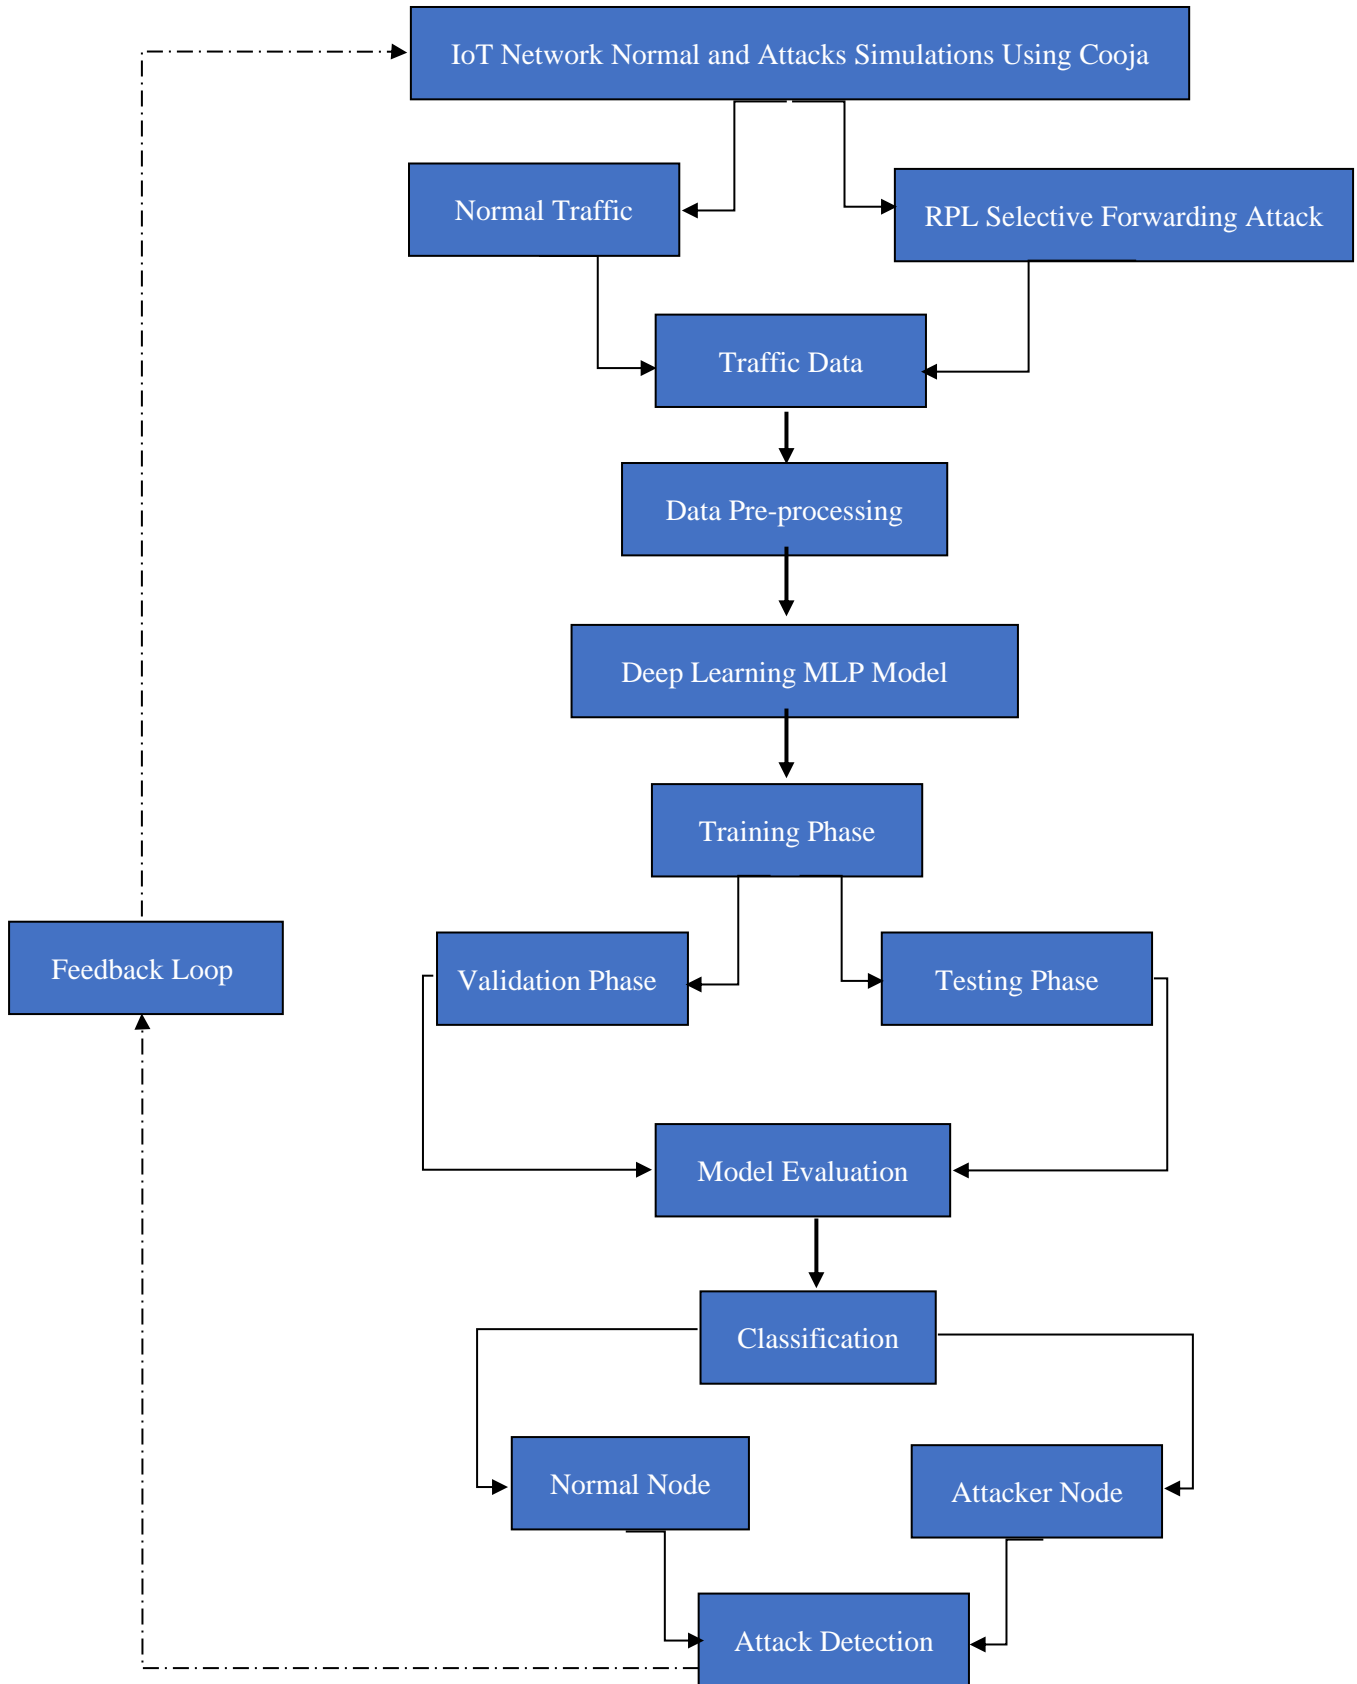 IoT Network Normal and Attacks Simulations Using Cooja
Normal Traffic
RPL Selective Forwarding Attack
Traffic Data
Data Pre-processing
Deep Learning MLP Model
Training Phase
Feedback Loop
Validation Phase
Testing Phase
Model Evaluation
Classification
Normal Node
Attacker Node
Attack Detection